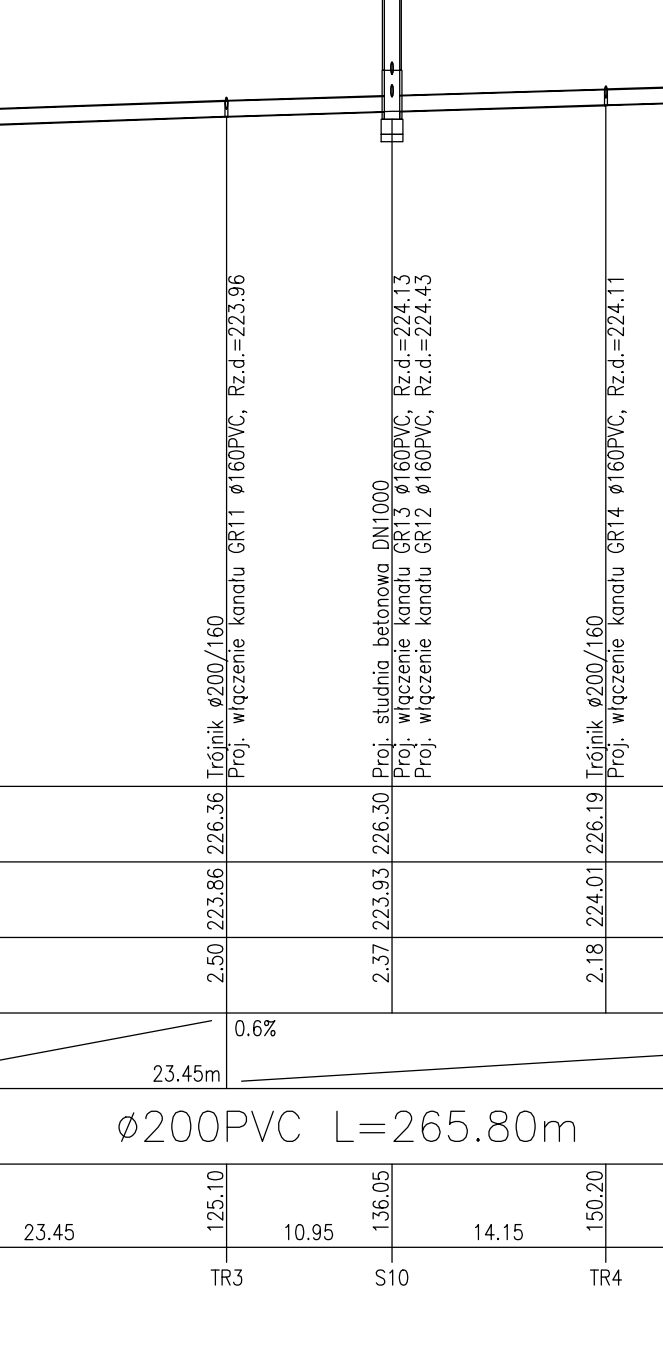 Trójnik ø200/160
Proj. włączenie kanału GR11 ø160PVC, Rz.d.=223.96
Proj. studnia betonowa DN1000
Proj. włączenie kanału GR13 ø160PVC, Rz.d.=224.13
Proj. włączenie kanału GR12 ø160PVC, Rz.d.=224.43
Trójnik ø200/160
Proj. włączenie kanału GR14 ø160PVC, Rz.d.=224.11
226.36
226.30
226.19
223.86
223.93
224.01
2.50
2.37
2.18
0.6%
23.45m
ø200PVC L=265.80m
125.10
136.05
150.20
23.45
10.95
14.15
TR3
S10
TR4